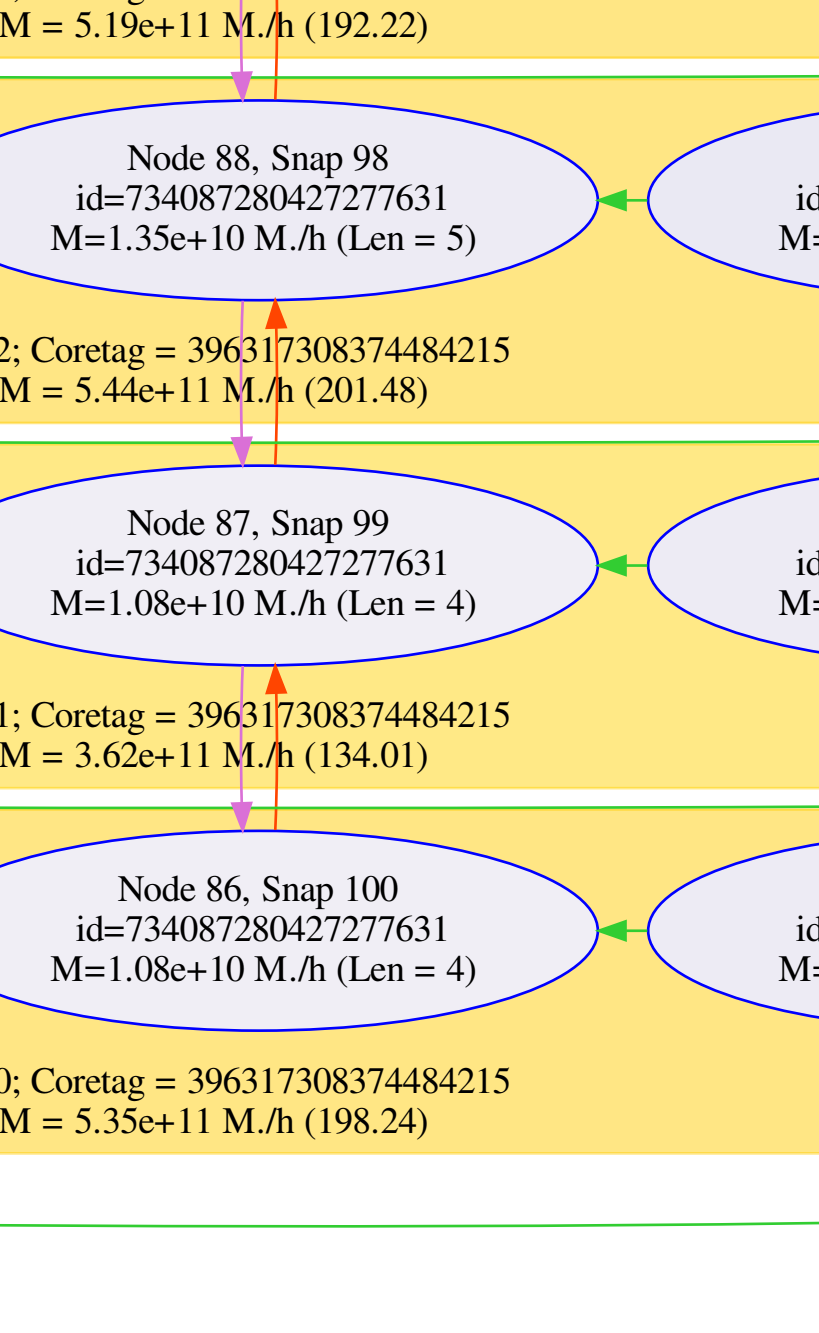 M = 5.19e+11 M./h (192.22)
Node 88, Snap 98
id=734087280427277631
M=1.35e+10 M./h (Len = 5)
id
M=
2; Coretag = 396317308374484215
M = 5.44e+11 M./h (201.48)
Node 87, Snap 99
id=734087280427277631
M=1.08e+10 M./h (Len = 4)
id
M=
1; Coretag = 396317308374484215
M = 3.62e+11 M./h (134.01)
Node 86, Snap 100
id=734087280427277631
M=1.08e+10 M./h (Len = 4)
id
M=
0; Coretag = 396317308374484215
M = 5.35e+11 M./h (198.24)